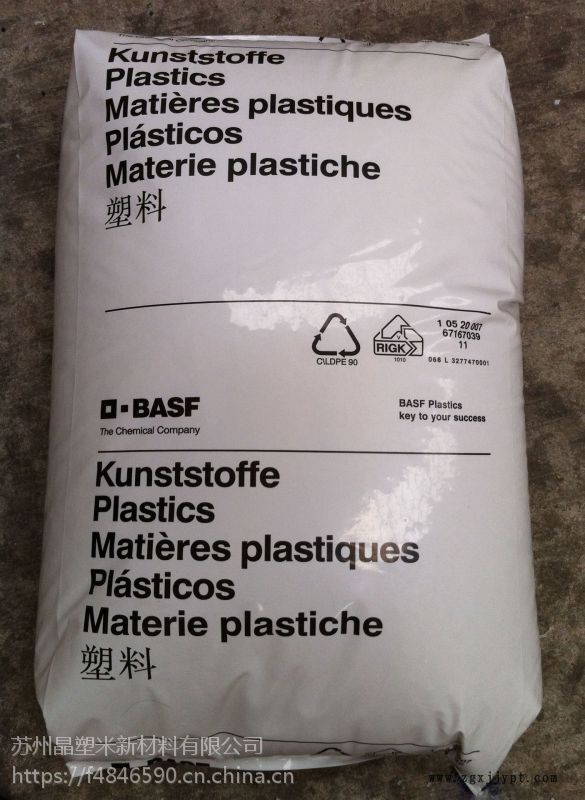 Kunststoffe
Plastics
Matières plastiques
Plásticos
Materie plastiche
塑料
C\LDPE 90
V
RIGK
1010
1 05 20 007
67167039
11
066 L 3277470001
BASF
The Chemical Company
BASF Plastics
key to your success
Kunststoffe
Plastics
Matières plastiques
Plásticos
Materie plastiche
塑料
苏州晶塑米新材料有限公司
https://f4846590.cn.china.cn
www.zgxjjypt.com